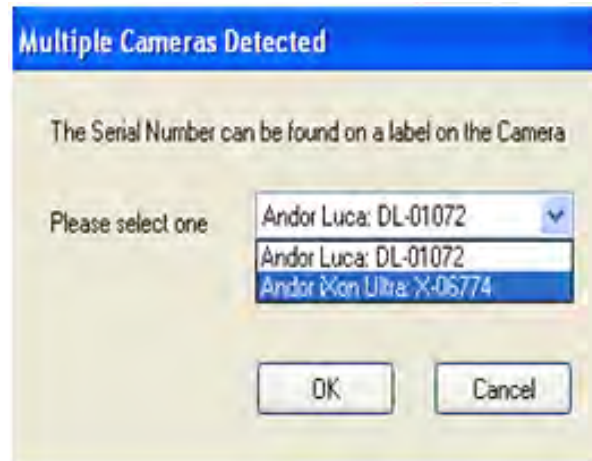 Multiple Cameras Detected
The Serial Number can be found on a label on the Camera
Please select one
Andor Luca: DL-01072
Andor Luca: DL-01072
Andor iXon Ultra: X-06774
OK
Cancel